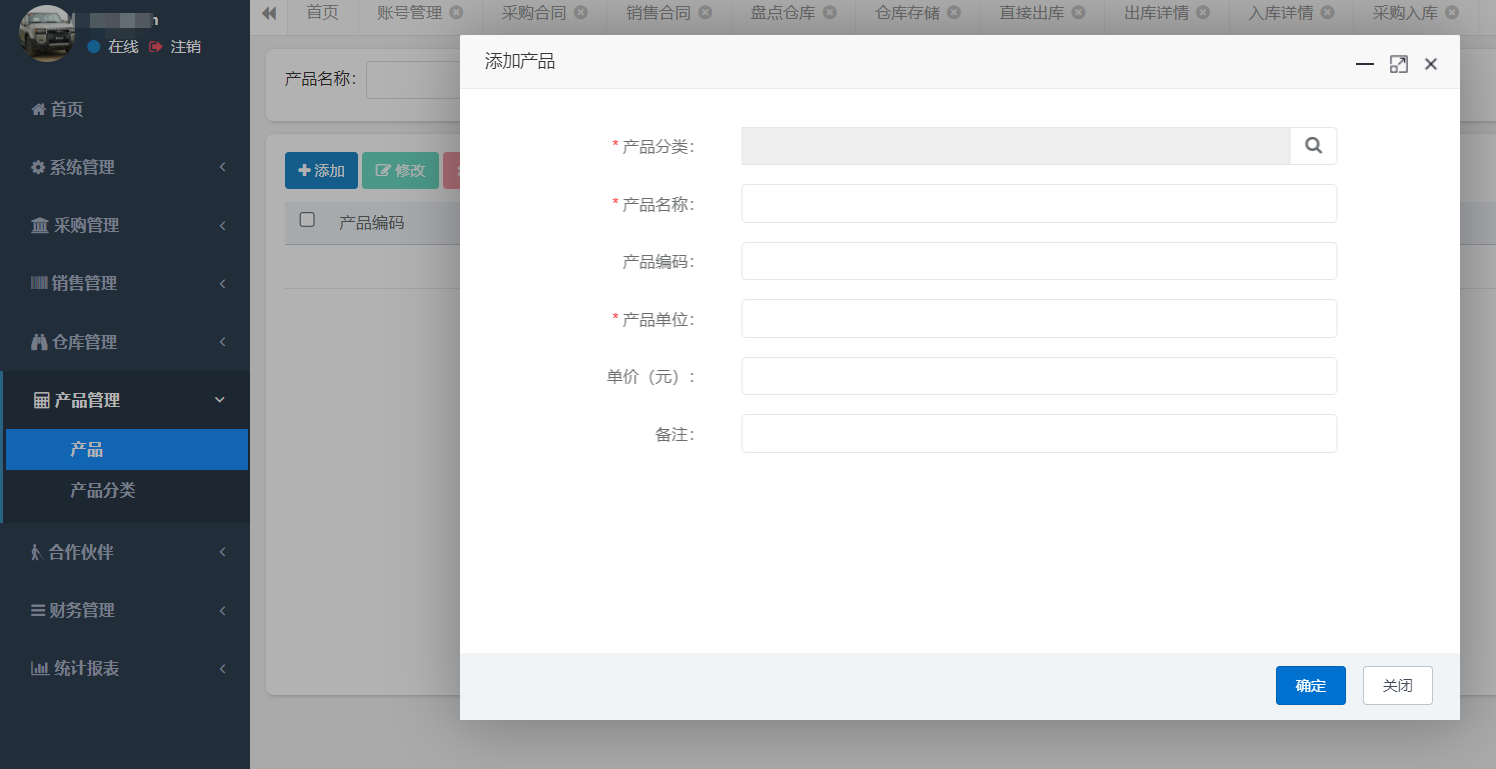 首页
账号管理
采购合同
销售合同
盘点仓库
仓库存储
直接出库
出库详情
入库详情
采购入库
在线
注销
首页
系统管理
采购管理
销售管理
仓库管理
产品管理
产品
产品分类
合作伙伴
财务管理
统计报表
产品名称：
添加
修改
产品编码
添加产品
* 产品分类：
* 产品名称：
产品编码：
* 产品单位：
单价（元）：
备注：
确定
关闭